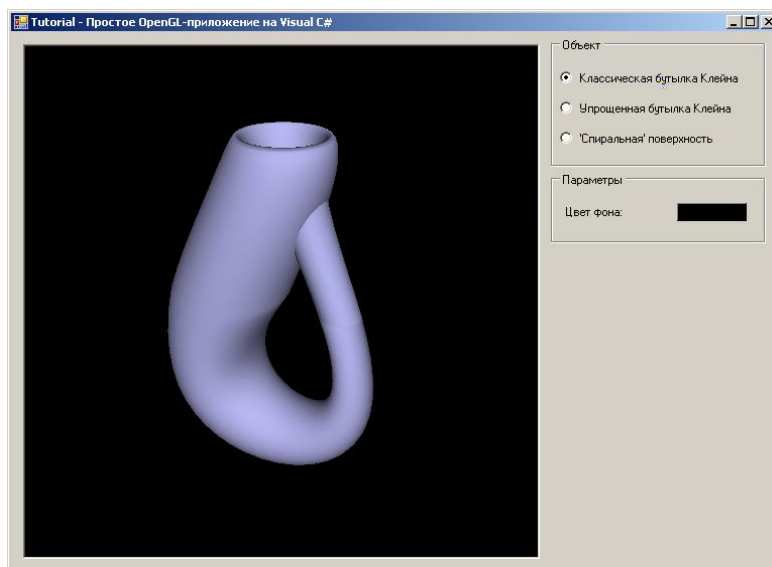 Tutorial - Простое OpenGL-приложение на Visual C#
Объект
Классическая бутылка Клейна
Упрощенная бутылка Клейна
'Спиральная' поверхность
Параметры
Цвет фона: